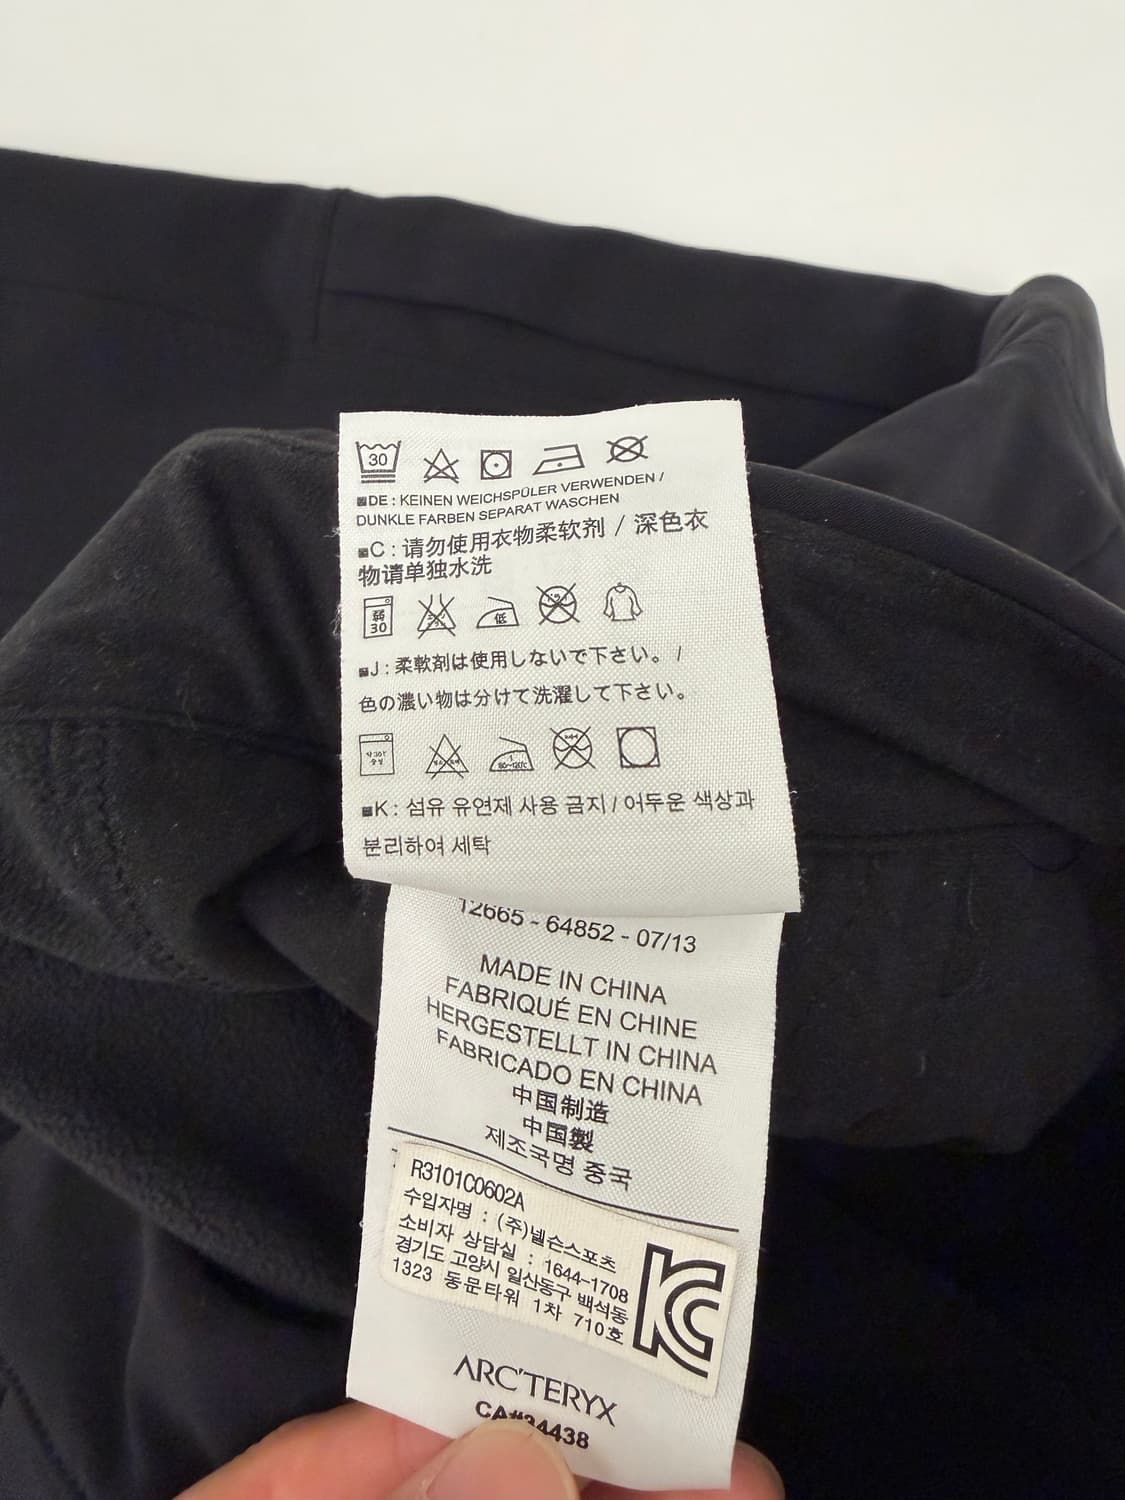 30
DE : KEINEN WEICHSPÜLER VERWENDEN /
DUNKLE FARBEN SEPARAT WASCHEN
C : 请勿使用衣物柔软剂 / 深色衣
物请单独水洗
弱
30
低
J : 柔軟剤は使用しないで下さい。 /
色の濃い物は分けて洗濯して下さい。
80~120℃
K : 섬유 유연제 사용 금지 / 어두운 색상과
분리하여 세탁
12665 - 64852 - 07/13
MADE IN CHINA
FABRIQUÉ EN CHINE
HERGESTELLT IN CHINA
FABRICADO EN CHINA
中国制造
中国製
제조국명 중국
R3101C0602A
수입자명 : (주)넬슨스포츠
소비자 상담실 : 1644-1708
경기도 고양시 일산동구 백석동
1323 동문타워 1차 710호
KC
ARC'TERYX
CA#34438